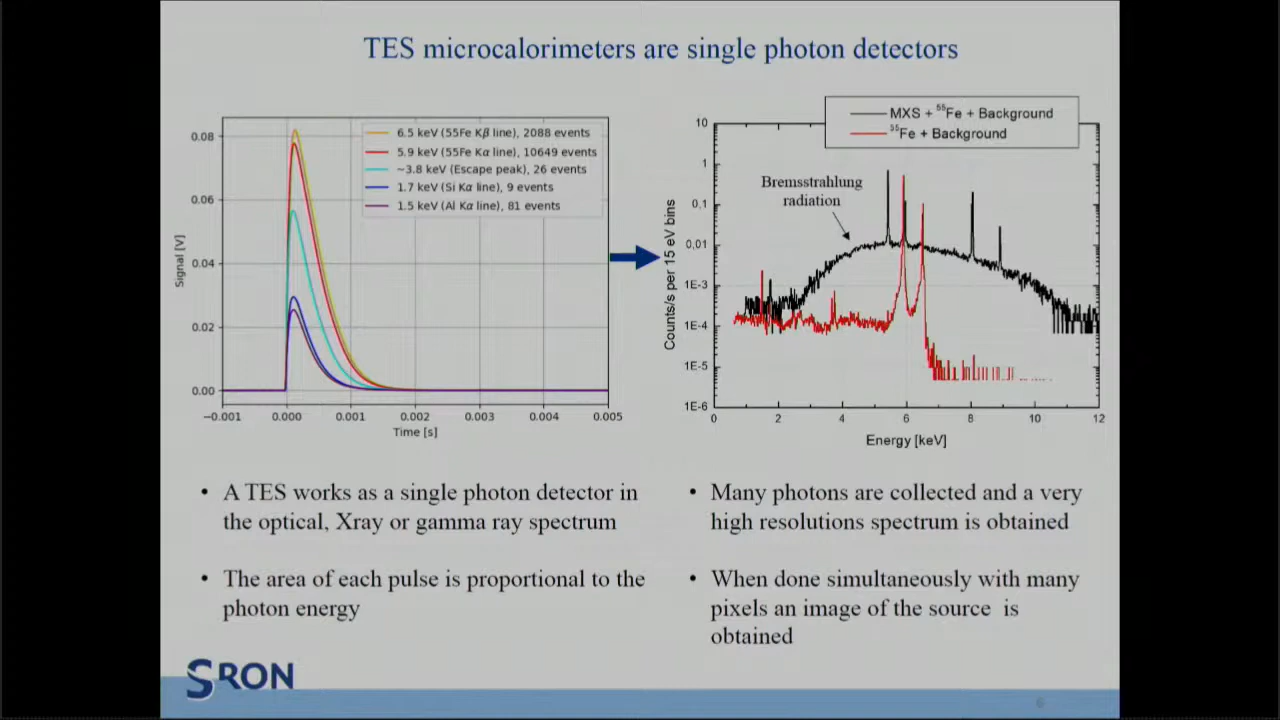 TES microcalorimeters are single photon detectors
6.5 keV (55Fe Kβ line), 2088 events
5.9 keV (55Fe Kα line), 10649 events
~3.8 keV (Escape peak), 26 events
1.7 keV (Si Kα line), 9 events
1.5 keV (Al Kα line), 81 events
Signal [V]
0.08
0.06
0.04
0.02
0.00
−0.001 0.000 0.001 0.002 0.003 0.004 0.005
Time [s]
MXS + ⁵⁵Fe + Background
⁵⁵Fe + Background
Bremsstrahlung
radiation
Counts/s per 15 eV bins
10
1
0,1
0,01
1E-3
1E-4
1E-5
1E-6
0 2 4 6 8 10 12
Energy [keV]
• A TES works as a single photon detector in
the optical, Xray or gamma ray spectrum
• The area of each pulse is proportional to the
photon energy
• Many photons are collected and a very
high resolutions spectrum is obtained
• When done simultaneously with many
pixels an image of the source is
obtained
SRON